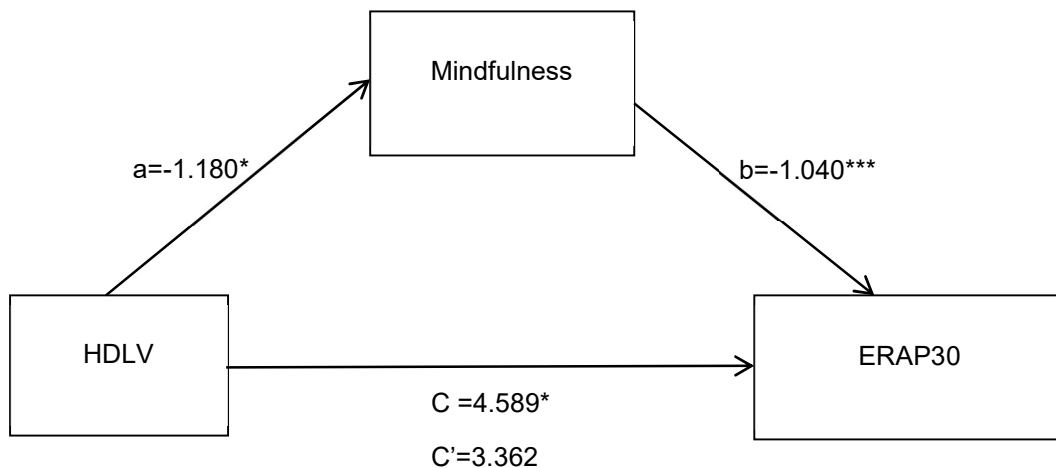 Mindfulness
a=-1.180*
b=-1.040***
HDLV
ERAP30
C =4.589*
C’=3.362